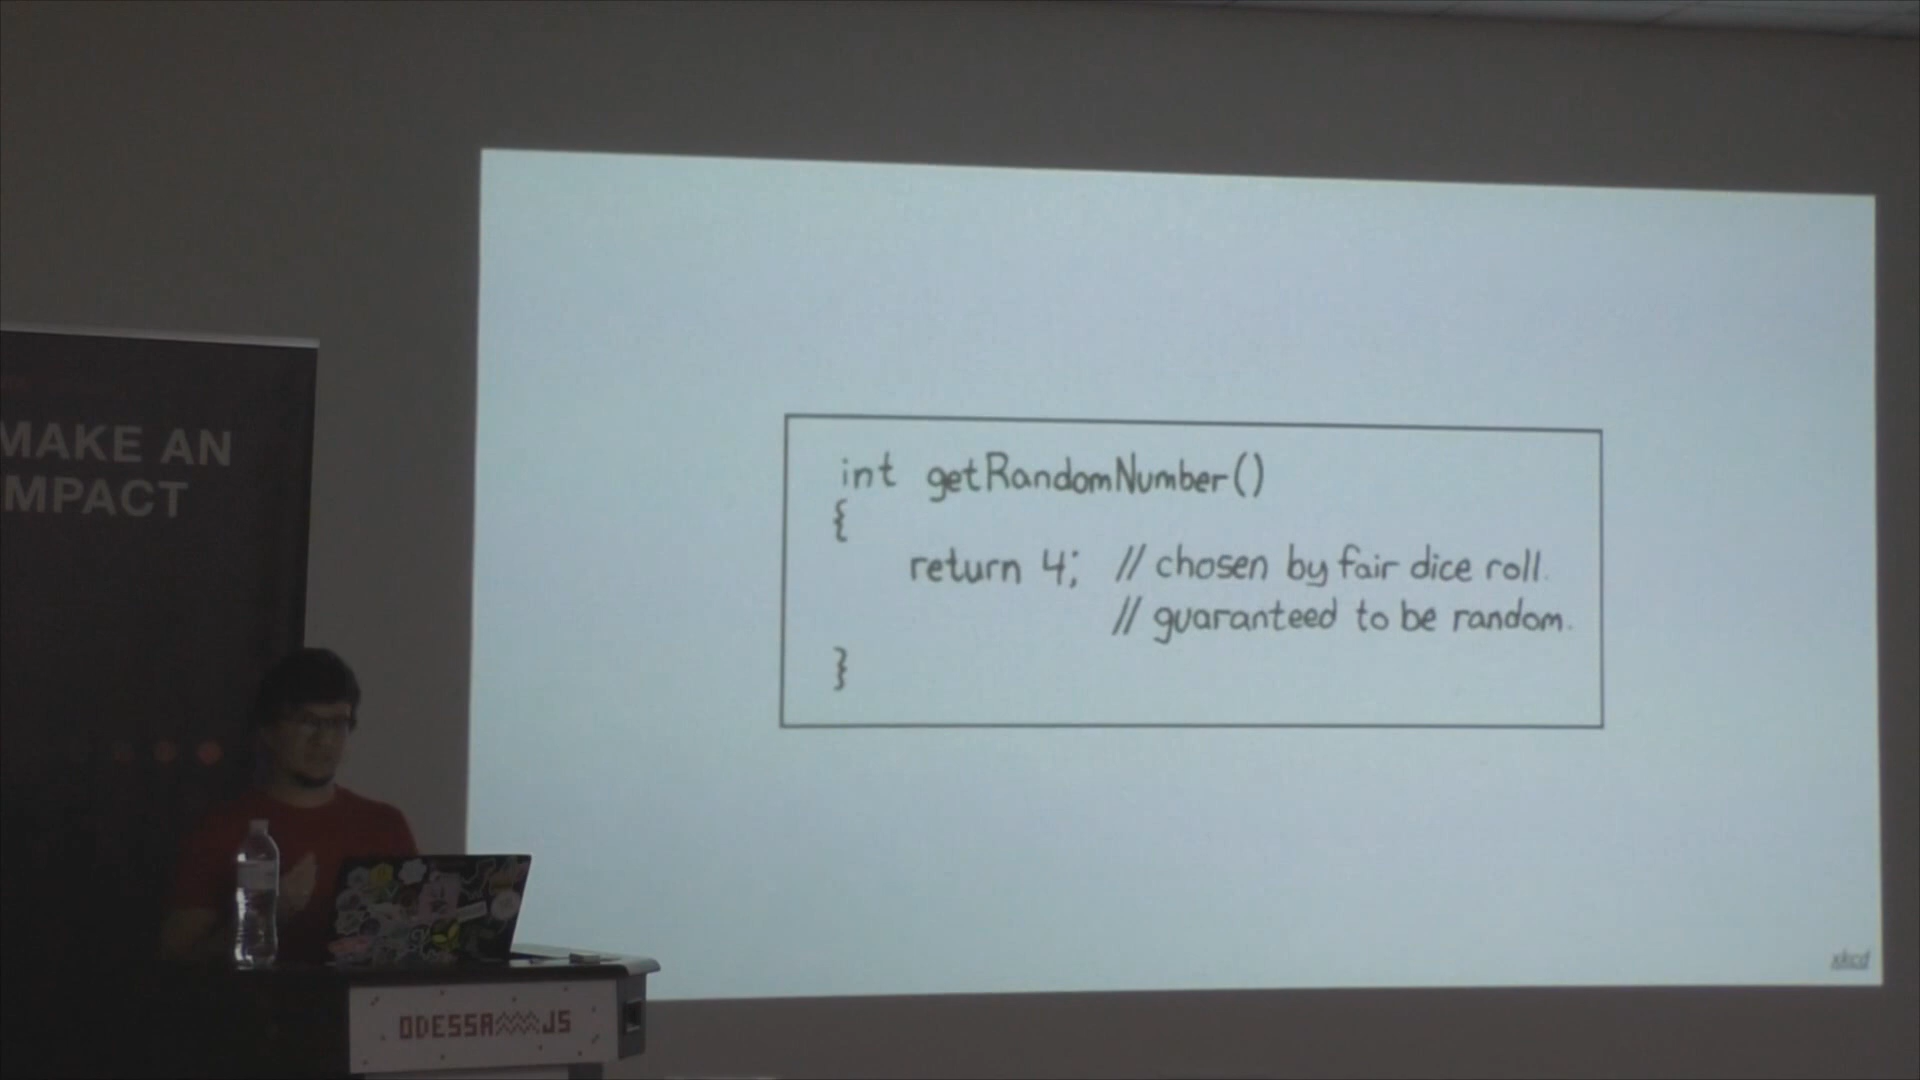 MAKE AN
MPACT
int getRandomNumber()
{
return 4; // chosen by fair dice roll.
// guaranteed to be random.
}
xkcd
ODESSA JS